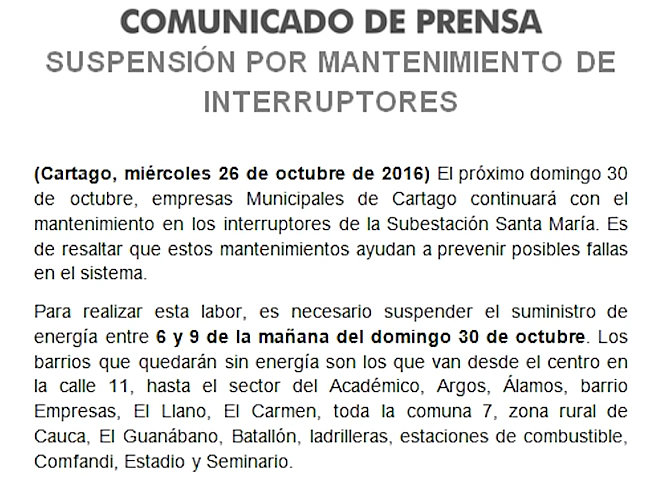 COMUNICADO DE PRENSA
SUSPENSIÓN POR MANTENIMIENTO DE
INTERRUPTORES
(Cartago, miércoles 26 de octubre de 2016) El próximo domingo 30
de octubre, empresas Municipales de Cartago continuará con el
mantenimiento en los interruptores de la Subestación Santa María. Es
de resaltar que estos mantenimientos ayudan a prevenir posibles fallas
en el sistema.
Para realizar esta labor, es necesario suspender el suministro de
energía entre 6 y 9 de la mañana del domingo 30 de octubre. Los
barrios que quedarán sin energía son los que van desde el centro en
la calle 11, hasta el sector del Académico, Argos, Álamos, barrio
Empresas, El Llano, El Carmen, toda la comuna 7, zona rural de
Cauca, El Guanábano, Batallón, ladrilleras, estaciones de combustible,
Comfandi, Estadio y Seminario.